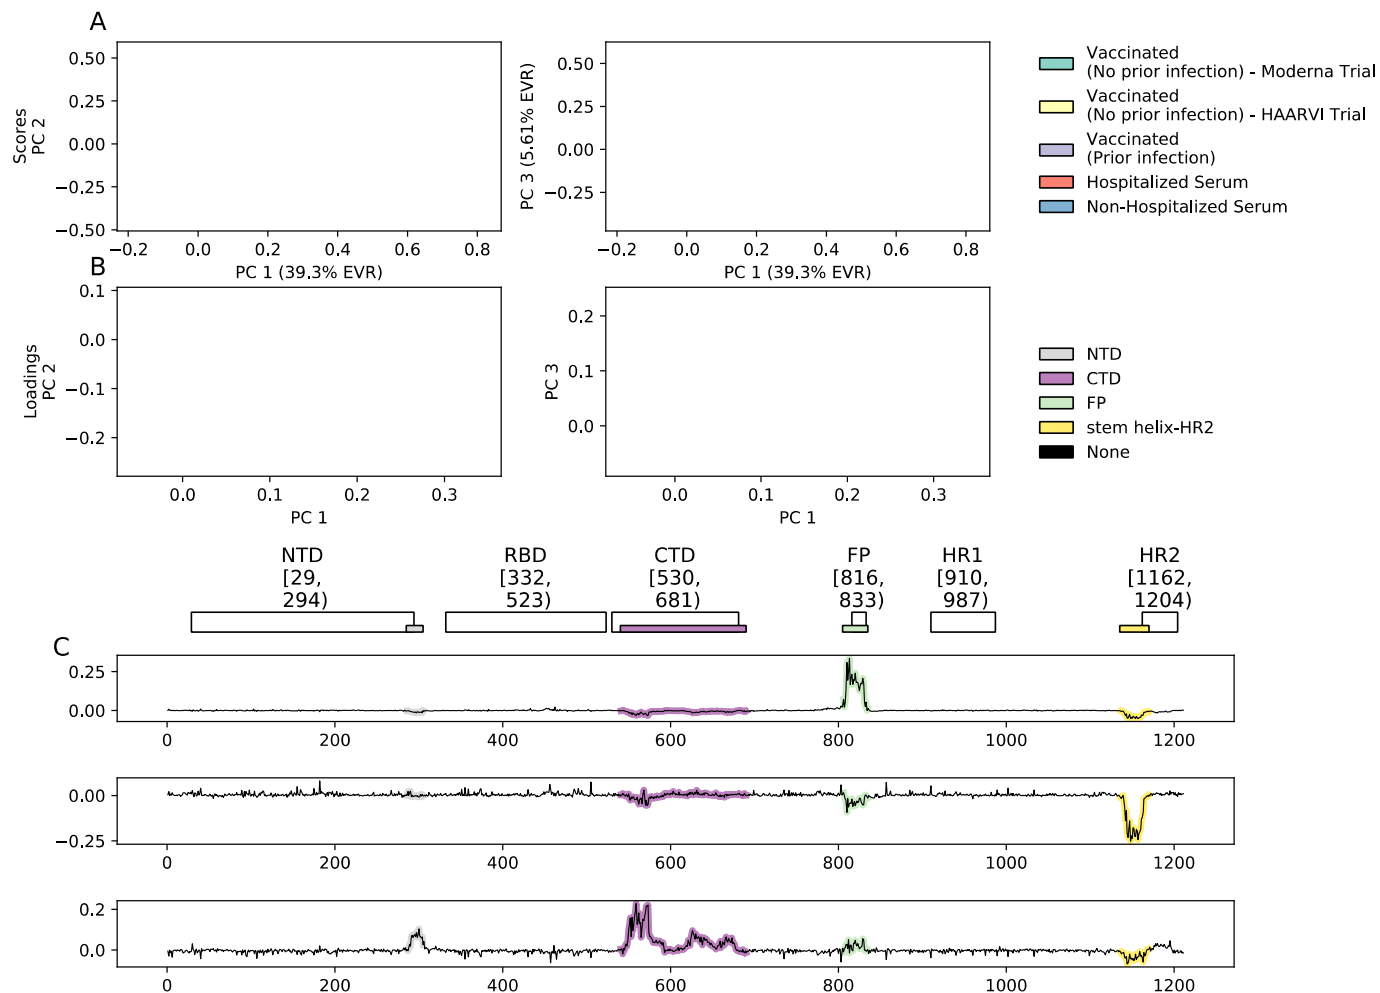 A
0.50
0.25
0.00
−0.25
−0.50
Scores
PC 2
−0.2 0.0 0.2 0.4 0.6 0.8
PC 1 (39.3% EVR)
0.50
0.25
0.00
−0.25
PC 3 (5.61% EVR)
−0.2 0.0 0.2 0.4 0.6 0.8
PC 1 (39.3% EVR)
Vaccinated
(No prior infection) - Moderna Trial
Vaccinated
(No prior infection) - HAARVI Trial
Vaccinated
(Prior infection)
Hospitalized Serum
Non-Hospitalized Serum
B
0.1
0.0
−0.1
−0.2
Loadings
PC 2
0.0 0.1 0.2 0.3
PC 1
0.2
0.1
0.0
PC 3
0.0 0.1 0.2 0.3
PC 1
NTD
CTD
FP
stem helix-HR2
None
NTD
[29,
294)
RBD
[332,
523)
CTD
[530,
681)
FP
[816,
833)
HR1
[910,
987)
HR2
[1162,
1204)
C
0.25
0.00
0 200 400 600 800 1000 1200
0.00
−0.25
0 200 400 600 800 1000 1200
0.2
0.0
0 200 400 600 800 1000 1200